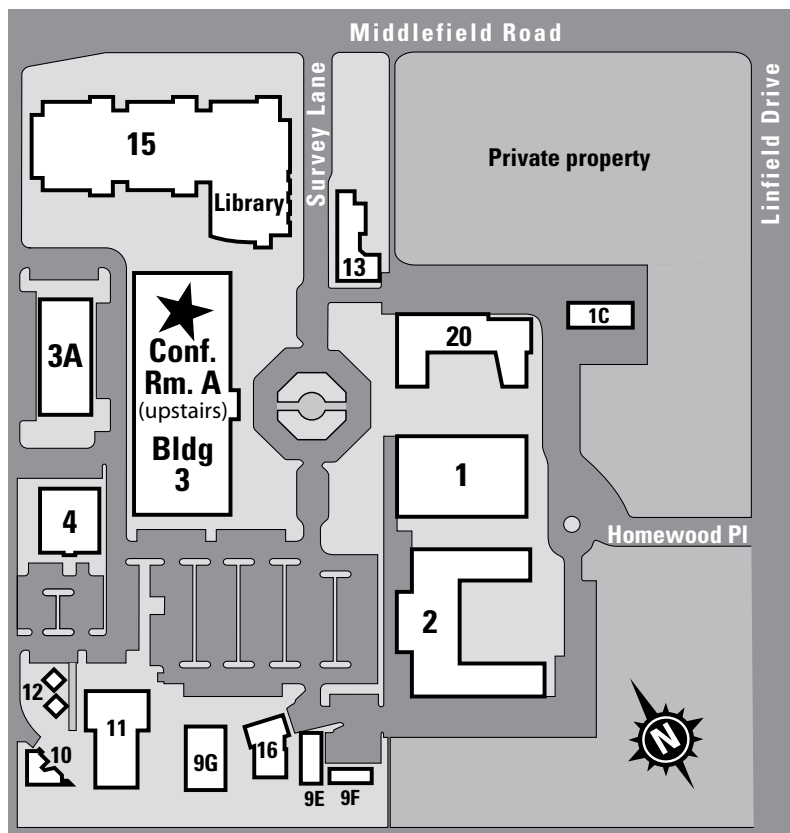 Middlefield Road
Survey Lane
Linfield Drive
15
Library
Private property
13
1C
20
3A
Conf.
Rm. A
(upstairs)
Bldg
3
1
4
Homewood Pl
2
12
11
10
9G
16
9E
9F
N